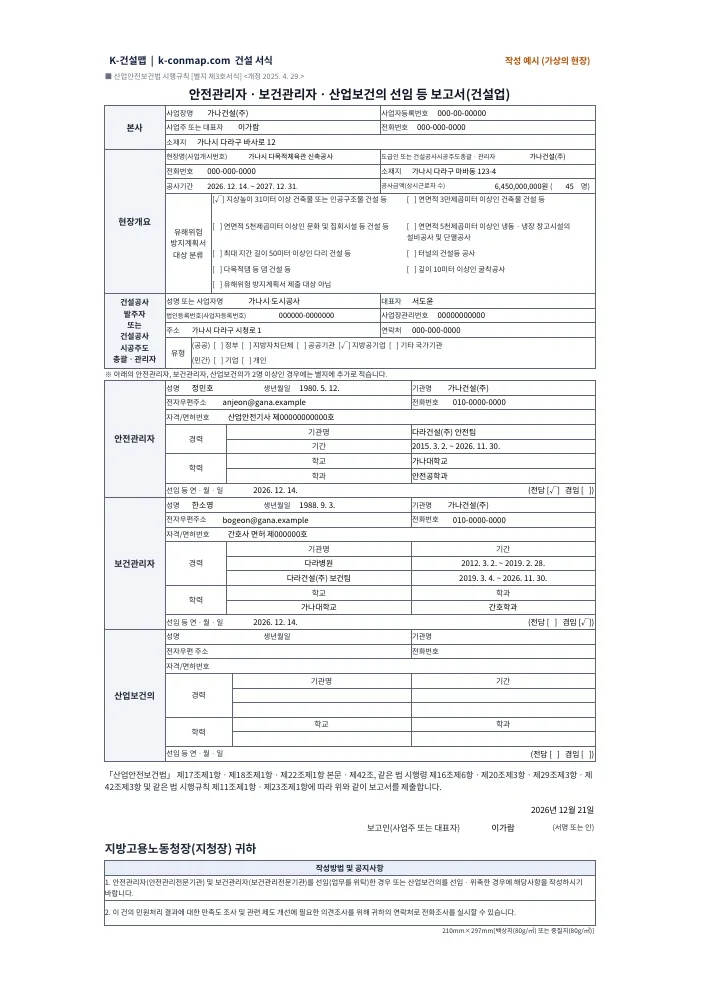 K-건설맵 | k-conmap.com 건설 서식
작성 예시 (가상의 현장)
■ 산업안전보건법 시행규칙 [별지 제3호서식] <개정 2025. 4. 29.>
안전관리자 · 보건관리자 · 산업보건의 선임 등 보고서(건설업)
본사
사업장명 가나건설(주) 사업자등록번호 000-00-00000
사업주 또는 대표자 이가람 전화번호 000-000-0000
소재지 가나시 다라구 바사로 12
현장개요
현장명(사업개시번호) 가나시 다목적체육관 신축공사 도급인 또는 건설공사시공주도총괄 · 관리자 가나건설(주)
전화번호 000-000-0000 소재지 가나시 다라구 마바동 123-4
공사기간 2026. 12. 14. ~ 2027. 12. 31. 공사금액(상시근로자 수) 6,450,000,000원 ( 45 명)
유해위험
방지계획서
대상 분류
[√] 지상높이 31미터 이상 건축물 또는 인공구조물 건설 등 [ ] 연면적 3만제곱미터 이상인 건축물 건설 등
[ ] 연면적 5천제곱미터 이상인 문화 및 집회시설 등 건설 등 [ ] 연면적 5천제곱미터 이상인 냉동 · 냉장 창고시설의
설비공사 및 단열공사
[ ] 최대 지간 길이 50미터 이상인 다리 건설 등 [ ] 터널의 건설등 공사
[ ] 다목적댐 등 댐 건설 등 [ ] 길이 10미터 이상인 굴착공사
[ ] 유해위험 방지계획서 제출 대상 아님
건설공사
발주자
또는
건설공사
시공주도
총괄 · 관리자
성명 또는 사업자명 가나시 도시공사 대표자 서도윤
법인등록번호(사업자등록번호) 000000-0000000 사업장관리번호 00000000000
주소 가나시 다라구 시청로 1 연락처 000-000-0000
유형
(공공) [ ] 정부 [ ] 지방자치단체 [ ] 공공기관 [√] 지방공기업 [ ] 기타 국가기관
(민간) [ ] 기업 [ ] 개인
※ 아래의 안전관리자, 보건관리자, 산업보건의가 2명 이상인 경우에는 별지에 추가로 적습니다.
안전관리자
성명 정민호 생년월일 1980. 5. 12. 기관명 가나건설(주)
전자우편주소 anjeon@gana.example 전화번호 010-0000-0000
자격/면허번호 산업안전기사 제00000000000호
경력
기관명 다라건설(주) 안전팀
기간 2015. 3. 2. ~ 2026. 11. 30.
학력
학교 가나대학교
학과 안전공학과
선임 등 연 · 월 · 일 2026. 12. 14. (전담 [√] 겸임 [ ])
보건관리자
성명 한소영 생년월일 1988. 9. 3. 기관명 가나건설(주)
전자우편주소 bogeon@gana.example 전화번호 010-0000-0000
자격/면허번호 간호사 면허 제000000호
경력
기관명 기간
다라병원 2012. 3. 2. ~ 2019. 2. 28.
다라건설(주) 보건팀 2019. 3. 4. ~ 2026. 11. 30.
학력
학교 학과
가나대학교 간호학과
선임 등 연 · 월 · 일 2026. 12. 14. (전담 [ ] 겸임 [√])
산업보건의
성명 생년월일 기관명
전자우편 주소 전화번호
자격/면허번호
경력
기관명 기간
학력
학교 학과
선임 등 연 · 월 · 일 (전담 [ ] 겸임 [ ])
「산업안전보건법」 제17조제1항 · 제18조제1항 · 제22조제1항 본문 · 제42조, 같은 법 시행령 제16조제6항 · 제20조제3항 · 제29조제3항 · 제
42조제3항 및 같은 법 시행규칙 제11조제1항 · 제23조제1항에 따라 위와 같이 보고서를 제출합니다.
2026년 12월 21일
보고인(사업주 또는 대표자) 이가람 (서명 또는 인)
지방고용노동청장(지청장) 귀하
작성방법 및 공지사항
1. 안전관리자(안전관리전문기관) 및 보건관리자(보건관리전문기관)를 선임(업무를 위탁)한 경우 또는 산업보건의를 선임 · 위촉한 경우에 해당사항을 작성하시기
바랍니다.
2. 이 건의 민원처리 결과에 대한 만족도 조사 및 관련 제도 개선에 필요한 의견조사를 위해 귀하의 연락처로 전화조사를 실시할 수 있습니다.
210mm×297mm[백상지(80g/㎡) 또는 중질지(80g/㎡)]